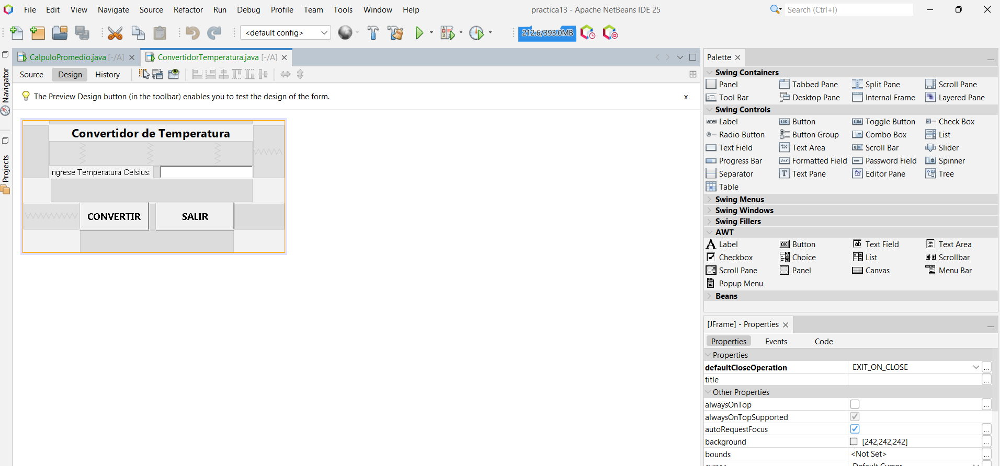 File Edit View Navigate Source Refactor Run Debug Profile Team Tools Window Help practica13 - Apache NetBeans IDE 25 Search (Ctrl+I)
<default config> 212.6/393.0MB
CalpuloPromedio.java [-/A] ConvertidorTemperatura.java [-/A]
Source Design History
The Preview Design button (in the toolbar) enables you to test the design of the form. x
Navigator
Projects
Convertidor de Temperatura
Ingrese Temperatura Celsius:
CONVERTIR SALIR
Palette
Swing Containers
Panel Tabbed Pane Split Pane Scroll Pane
Tool Bar Desktop Pane Internal Frame Layered Pane
Swing Controls
Label Button Toggle Button Check Box
Radio Button Button Group Combo Box List
Text Field Text Area Scroll Bar Slider
Progress Bar Formatted Field Password Field Spinner
Separator Text Pane Editor Pane Tree
Table
Swing Menus
Swing Windows
Swing Fillers
AWT
Label Button Text Field Text Area
Checkbox Choice List Scrollbar
Scroll Pane Panel Canvas Menu Bar
Popup Menu
Beans
[JFrame] - Properties
Properties Events Code
Properties
defaultCloseOperation EXIT_ON_CLOSE ...
title ...
Other Properties
alwaysOnTop ...
alwaysOnTopSupported
autoRequestFocus ...
background [242,242,242] ...
bounds <Not Set> ...
cursor Default Cursor